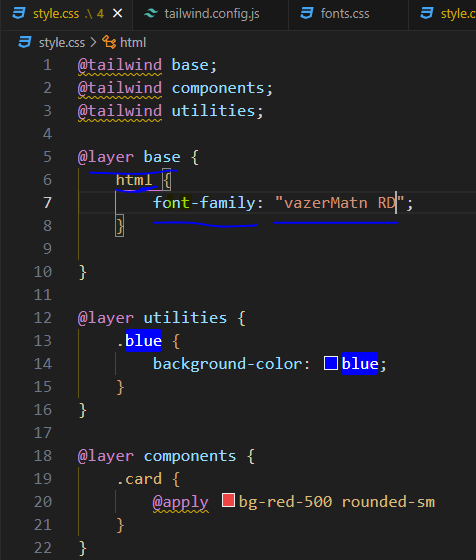 style.css .\ 4 tailwind.config.js fonts.css style.c
style.css > html
1 @tailwind base;
2 @tailwind components;
3 @tailwind utilities;
4
5 @layer base {
6 html {
7 font-family: "vazerMatn RD";
8 }
9
10 }
11
12 @layer utilities {
13 .blue {
14 background-color: blue;
15 }
16 }
17
18 @layer components {
19 .card {
20 @apply bg-red-500 rounded-sm
21 }
22 }